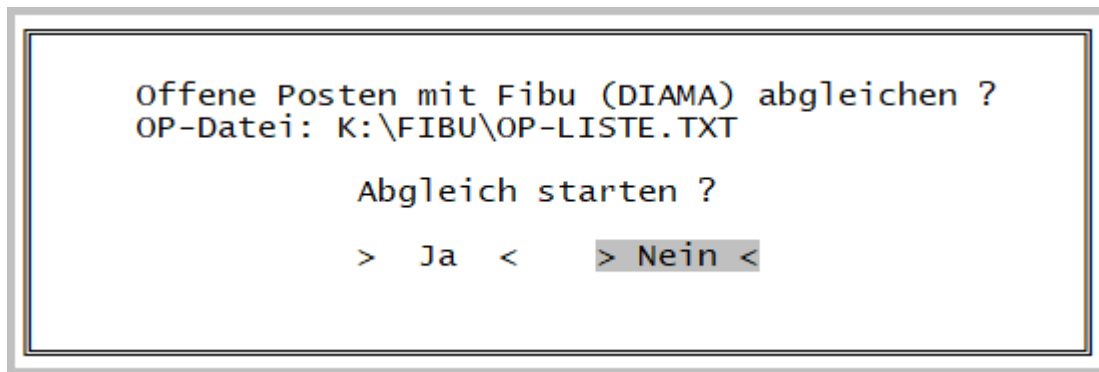 Offene Posten mit Fibu (DIAMA) abgleichen ?
OP-Datei: K:\FIBU\OP-LISTE.TXT
Abgleich starten ?
> Ja < > Nein <